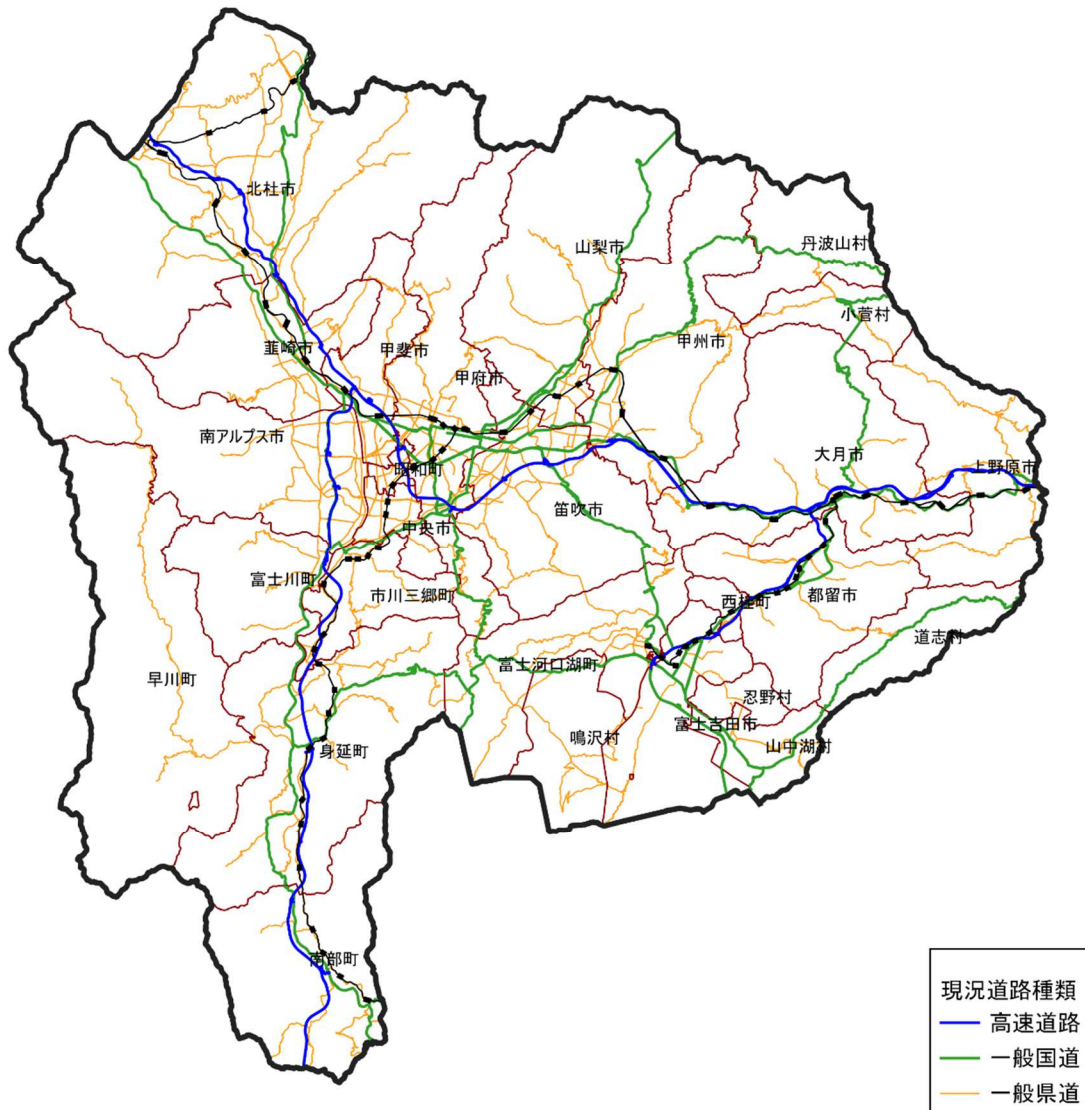 北杜市
山梨市
丹波山村
小菅村
韮崎市
甲斐市
甲州市
甲府市
南アルプス市
大月市
上野原市
昭和町
笛吹市
中央市
富士川町
市川三郷町
西桂町
都留市
道志村
早川町
富士河口湖町
忍野村
富士吉田市
鳴沢村
山中湖村
身延町
南部町
現況道路種類
高速道路
一般国道
一般県道